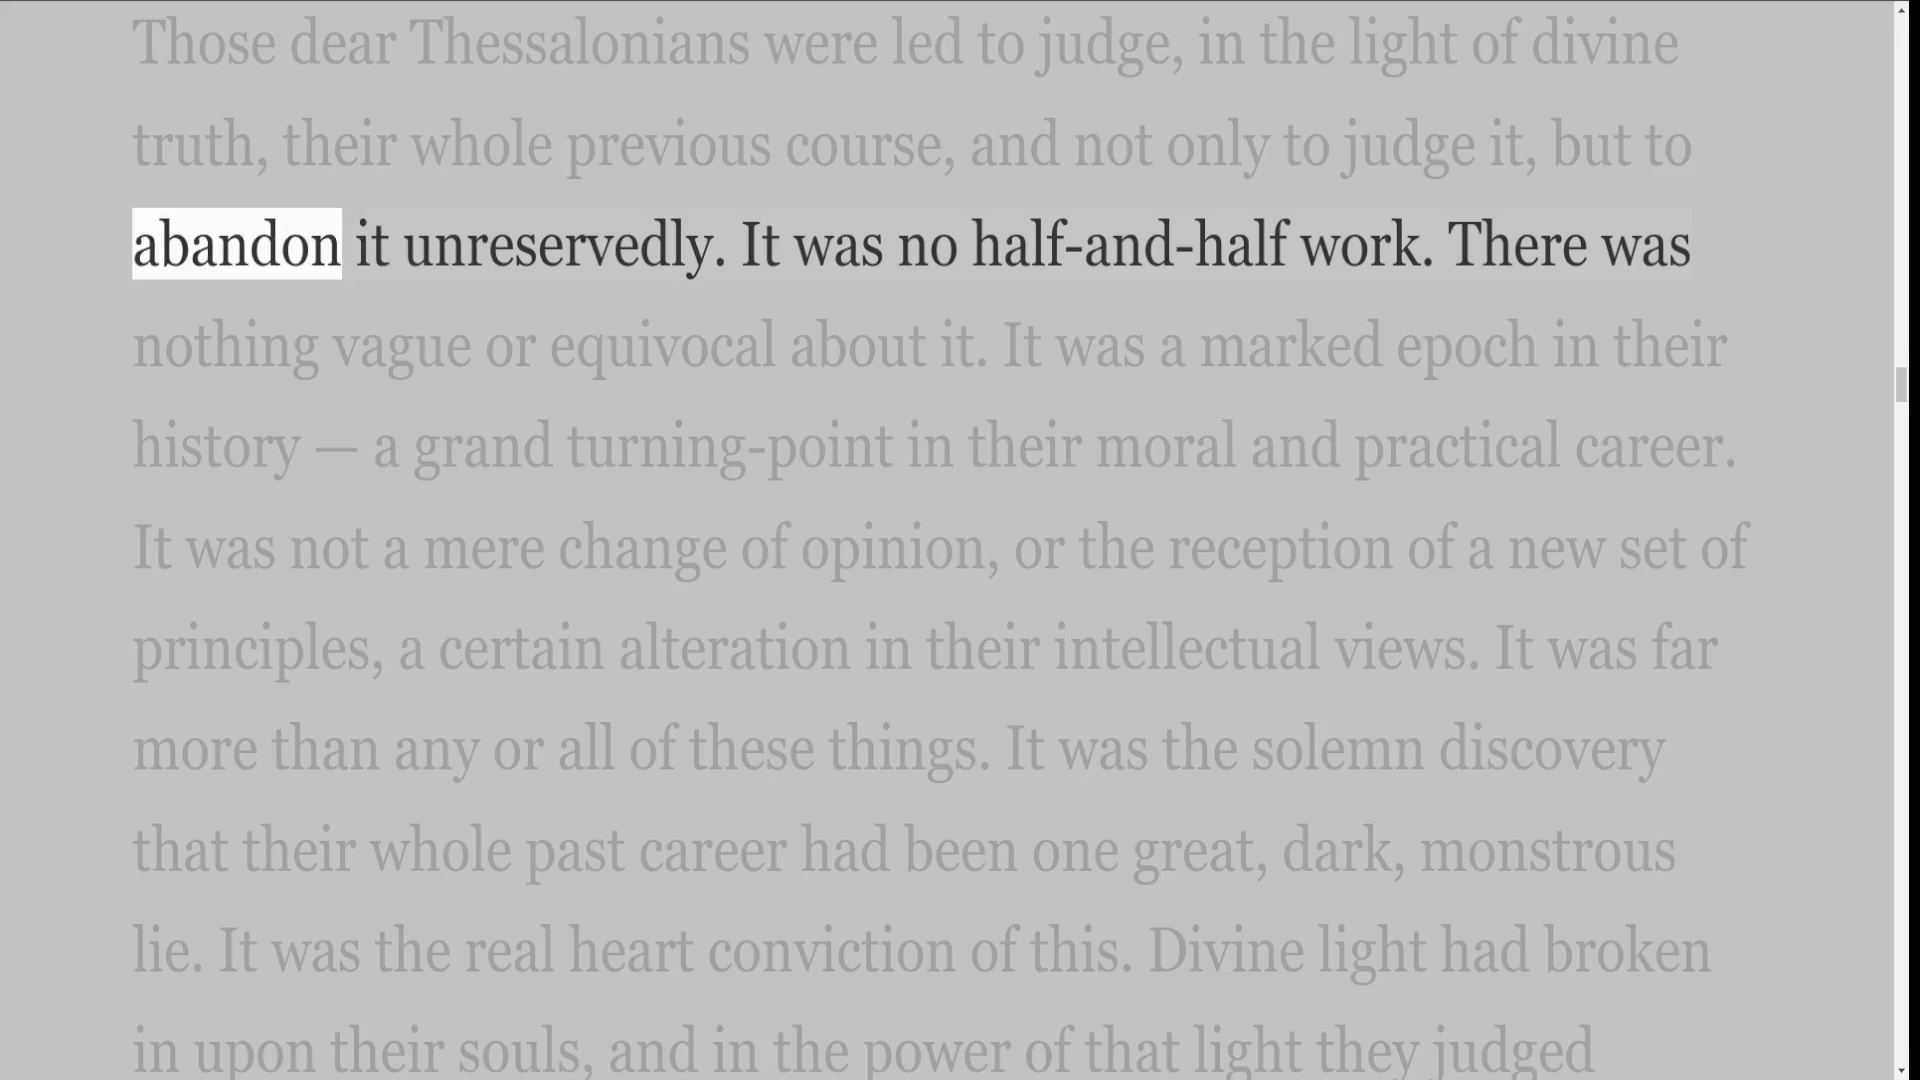 Those dear Thessalonians were led to judge, in the light of divine
truth, their whole previous course, and not only to judge it, but to
abandon it unreservedly. It was no half-and-half work. There was
nothing vague or equivocal about it. It was a marked epoch in their
history — a grand turning-point in their moral and practical career.
It was not a mere change of opinion, or the reception of a new set of
principles, a certain alteration in their intellectual views. It was far
more than any or all of these things. It was the solemn discovery
that their whole past career had been one great, dark, monstrous
lie. It was the real heart conviction of this. Divine light had broken
in upon their souls, and in the power of that light they judged